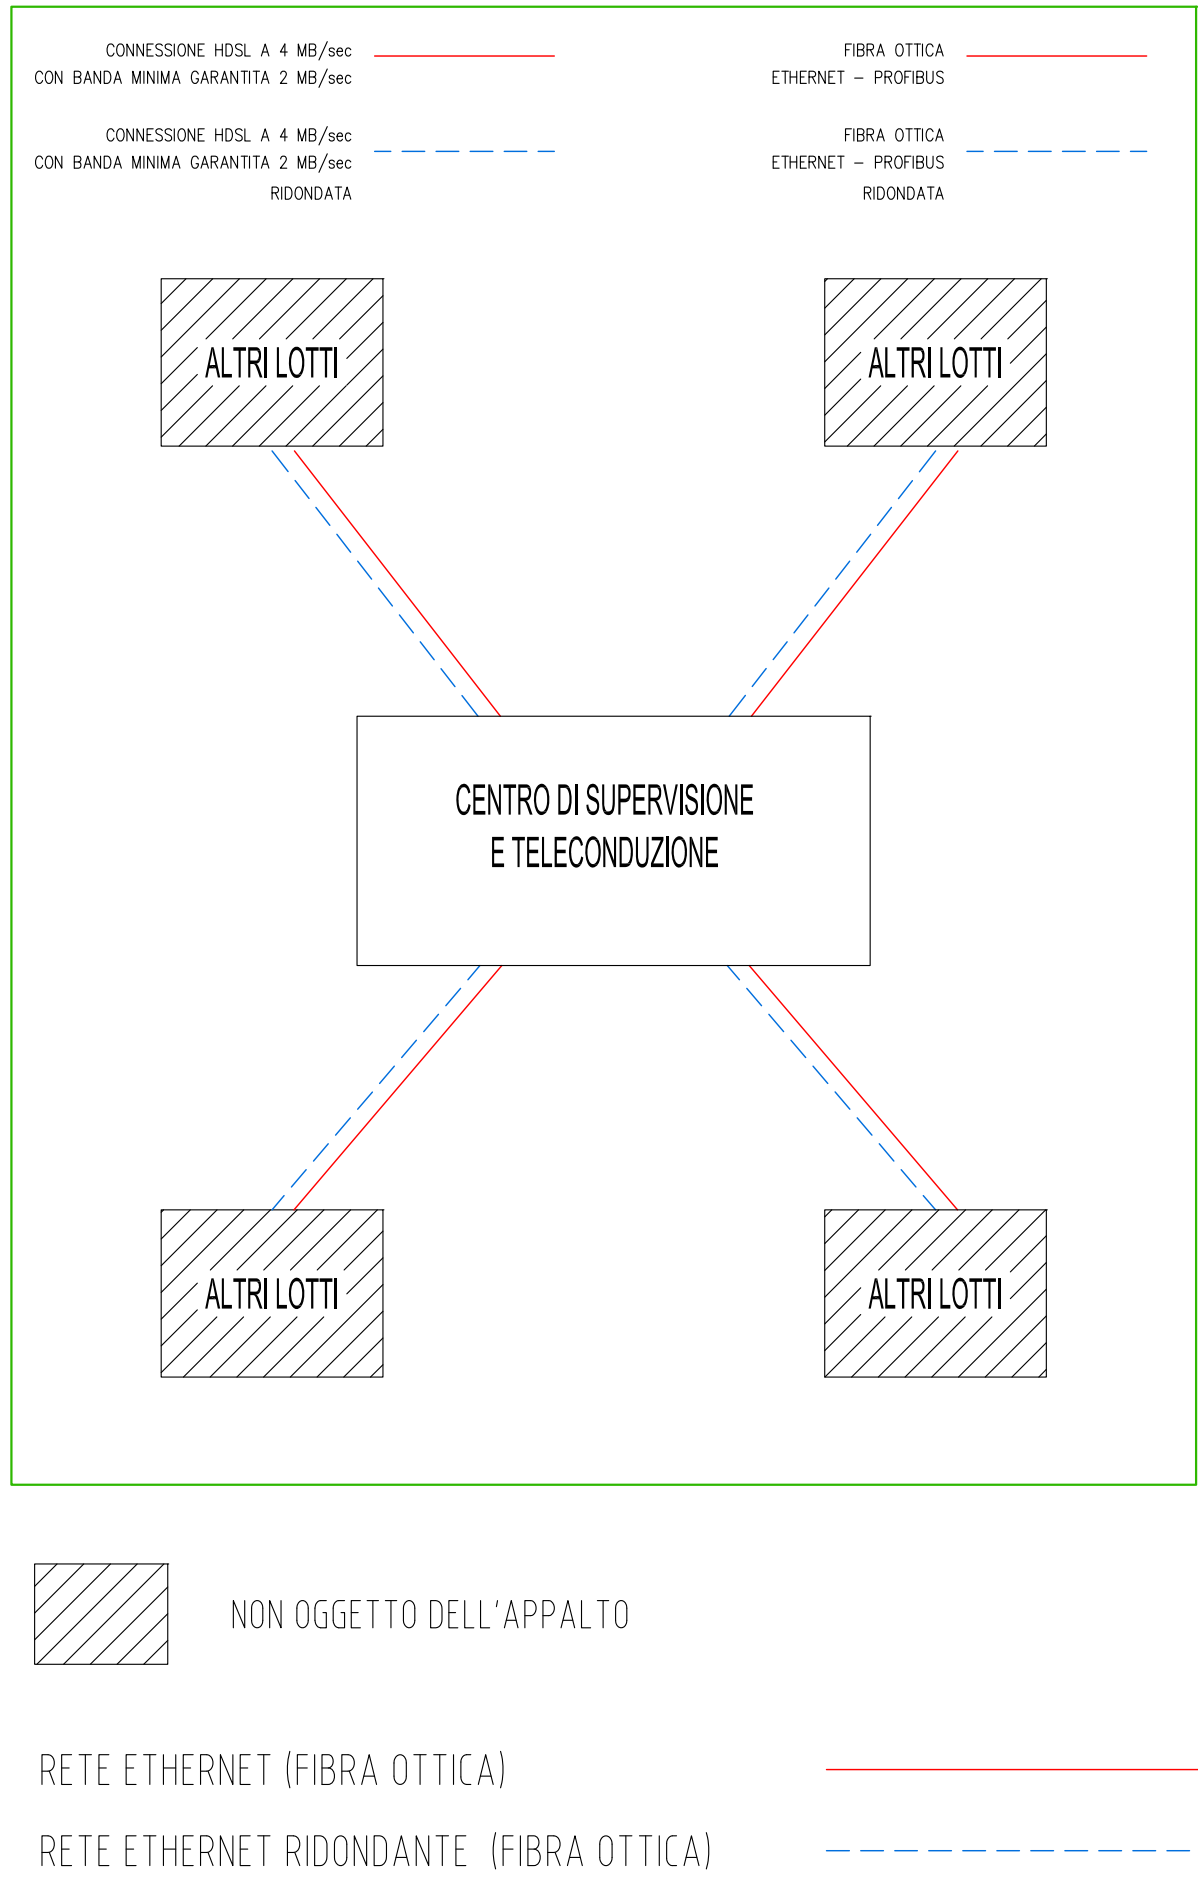 CONNESSIONE HDSL A 4 MB/sec
CON BANDA MINIMA GARANTITA 2 MB/sec
CONNESSIONE HDSL A 4 MB/sec
CON BANDA MINIMA GARANTITA 2 MB/sec
RIDONDATA
FIBRA OTTICA
ETHERNET – PROFIBUS
FIBRA OTTICA
ETHERNET – PROFIBUS
RIDONDATA
ALTRI LOTTI
ALTRI LOTTI
CENTRO DI SUPERVISIONE
E TELECONDUZIONE
ALTRI LOTTI
ALTRI LOTTI
NON OGGETTO DELL'APPALTO
RETE ETHERNET (FIBRA OTTICA)
RETE ETHERNET RIDONDANTE (FIBRA OTTICA)